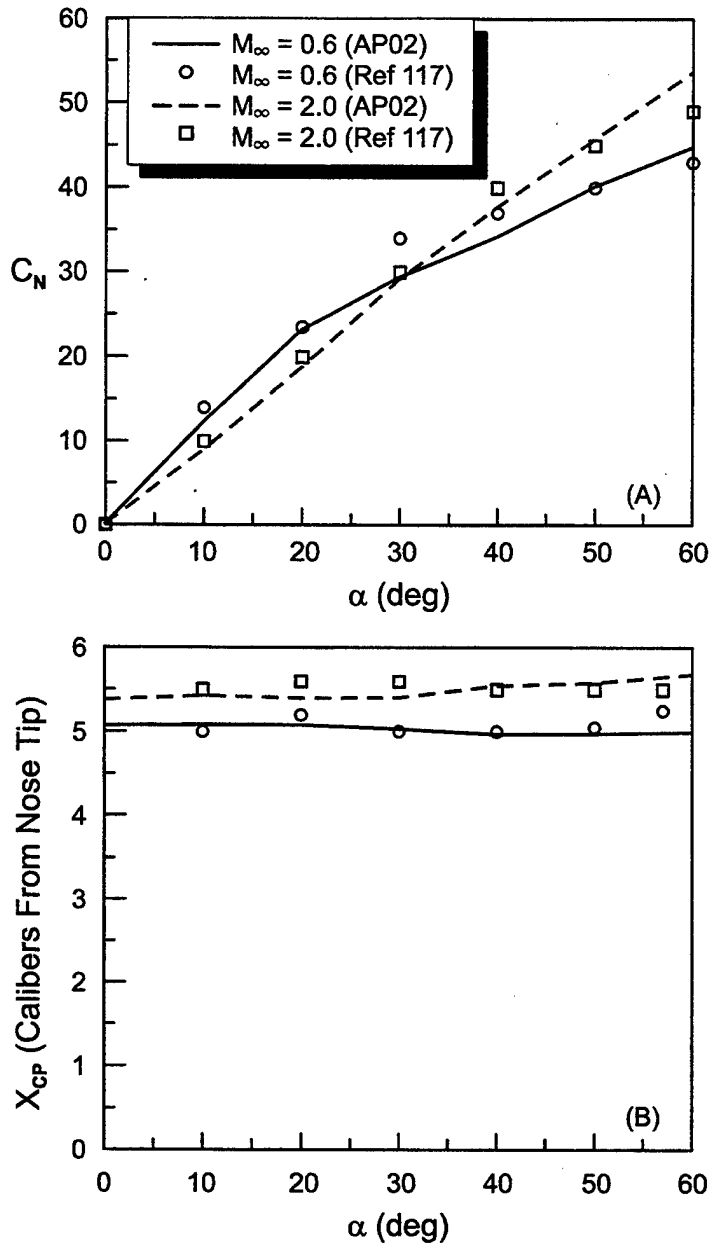 M∞ = 0.6 (AP02)
M∞ = 0.6 (Ref 117)
M∞ = 2.0 (AP02)
M∞ = 2.0 (Ref 117)
60
50
40
30
20
10
0
C_N
(A)
0 10 20 30 40 50 60
α (deg)
6
5
4
3
2
1
0
X_CP (Calibers From Nose Tip)
(B)
0 10 20 30 40 50 60
α (deg)